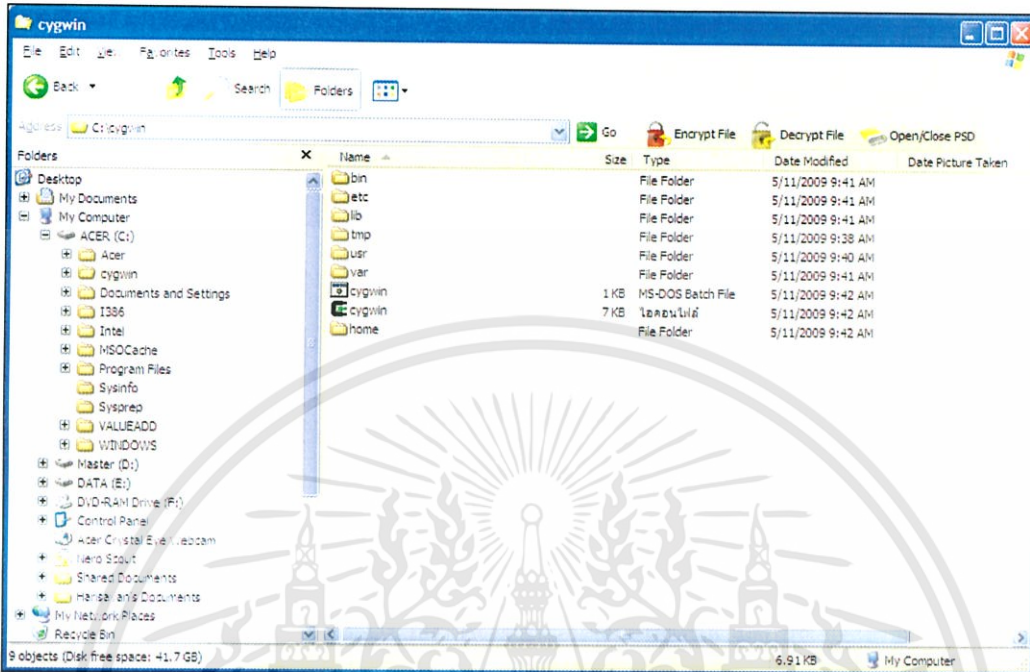 cygwin
File Edit View Favorites Tools Help
Back Search Folders
Address C:\cygwin Go Encrypt File Decrypt File Open/Close PSD
Folders Name Size Type Date Modified Date Picture Taken
Desktop
My Documents
My Computer
ACER (C:)
Acer
cygwin
Documents and Settings
I386
Intel
MSOCache
Program Files
Sysinfo
Sysprep
VALUEADD
WINDOWS
Master (D:)
DATA (E:)
DVD-RAM Drive (F:)
Control Panel
Acer Crystal Eye webcam
Nero Scout
Shared Documents
Documents
My Network Places
Recycle Bin
bin File Folder 5/11/2009 9:41 AM
etc File Folder 5/11/2009 9:41 AM
lib File Folder 5/11/2009 9:41 AM
tmp File Folder 5/11/2009 9:38 AM
usr File Folder 5/11/2009 9:40 AM
var File Folder 5/11/2009 9:41 AM
cygwin 1 KB MS-DOS Batch File 5/11/2009 9:42 AM
cygwin 7 KB ไอคอนไฟล์ 5/11/2009 9:42 AM
home File Folder 5/11/2009 9:42 AM
9 objects (Disk free space: 41.7 GB) 6.91 KB My Computer